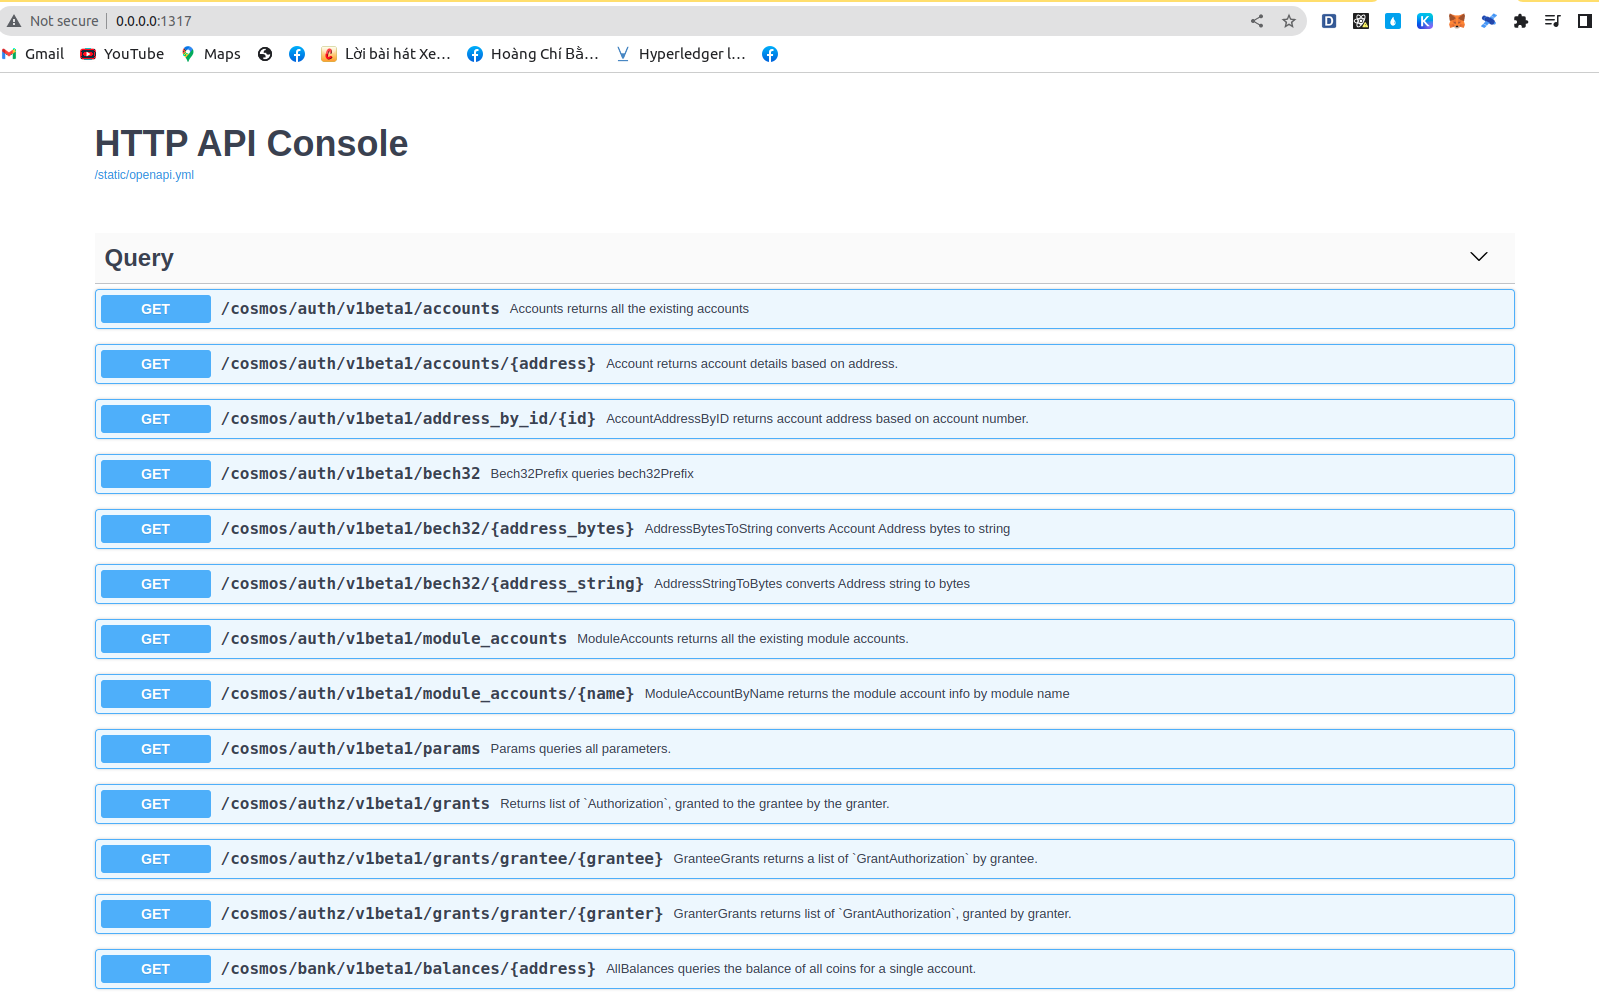 Not secure | 0.0.0.0:1317
Gmail YouTube Maps Lời bài hát Xe... Hoàng Chí Bằ... Hyperledger l...
HTTP API Console
/static/openapi.yml
Query
GET /cosmos/auth/v1beta1/accounts Accounts returns all the existing accounts
GET /cosmos/auth/v1beta1/accounts/{address} Account returns account details based on address.
GET /cosmos/auth/v1beta1/address_by_id/{id} AccountAddressByID returns account address based on account number.
GET /cosmos/auth/v1beta1/bech32 Bech32Prefix queries bech32Prefix
GET /cosmos/auth/v1beta1/bech32/{address_bytes} AddressBytesToString converts Account Address bytes to string
GET /cosmos/auth/v1beta1/bech32/{address_string} AddressStringToBytes converts Address string to bytes
GET /cosmos/auth/v1beta1/module_accounts ModuleAccounts returns all the existing module accounts.
GET /cosmos/auth/v1beta1/module_accounts/{name} ModuleAccountByName returns the module account info by module name
GET /cosmos/auth/v1beta1/params Params queries all parameters.
GET /cosmos/authz/v1beta1/grants Returns list of `Authorization`, granted to the grantee by the granter.
GET /cosmos/authz/v1beta1/grants/grantee/{grantee} GranteeGrants returns a list of `GrantAuthorization` by grantee.
GET /cosmos/authz/v1beta1/grants/granter/{granter} GranterGrants returns list of `GrantAuthorization`, granted by granter.
GET /cosmos/bank/v1beta1/balances/{address} AllBalances queries the balance of all coins for a single account.